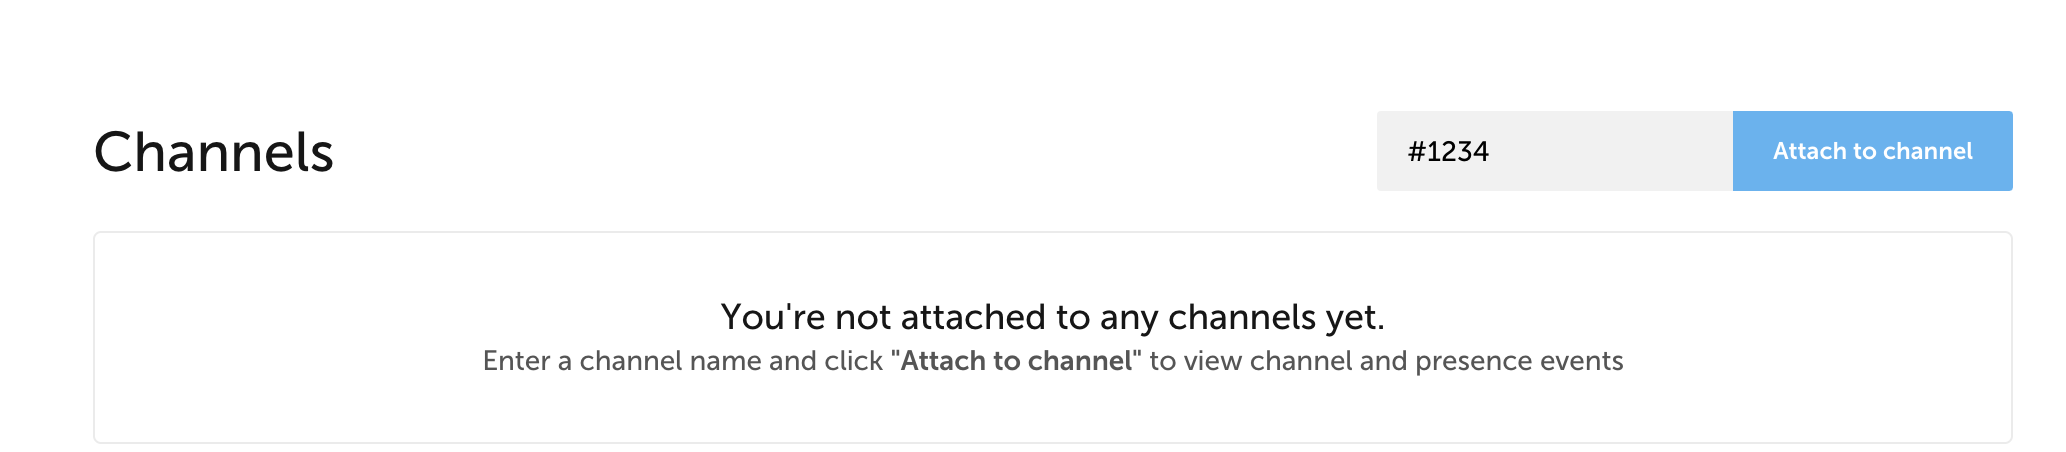 Channels
#1234
Attach to channel
You're not attached to any channels yet.
Enter a channel name and click "Attach to channel" to view channel and presence events